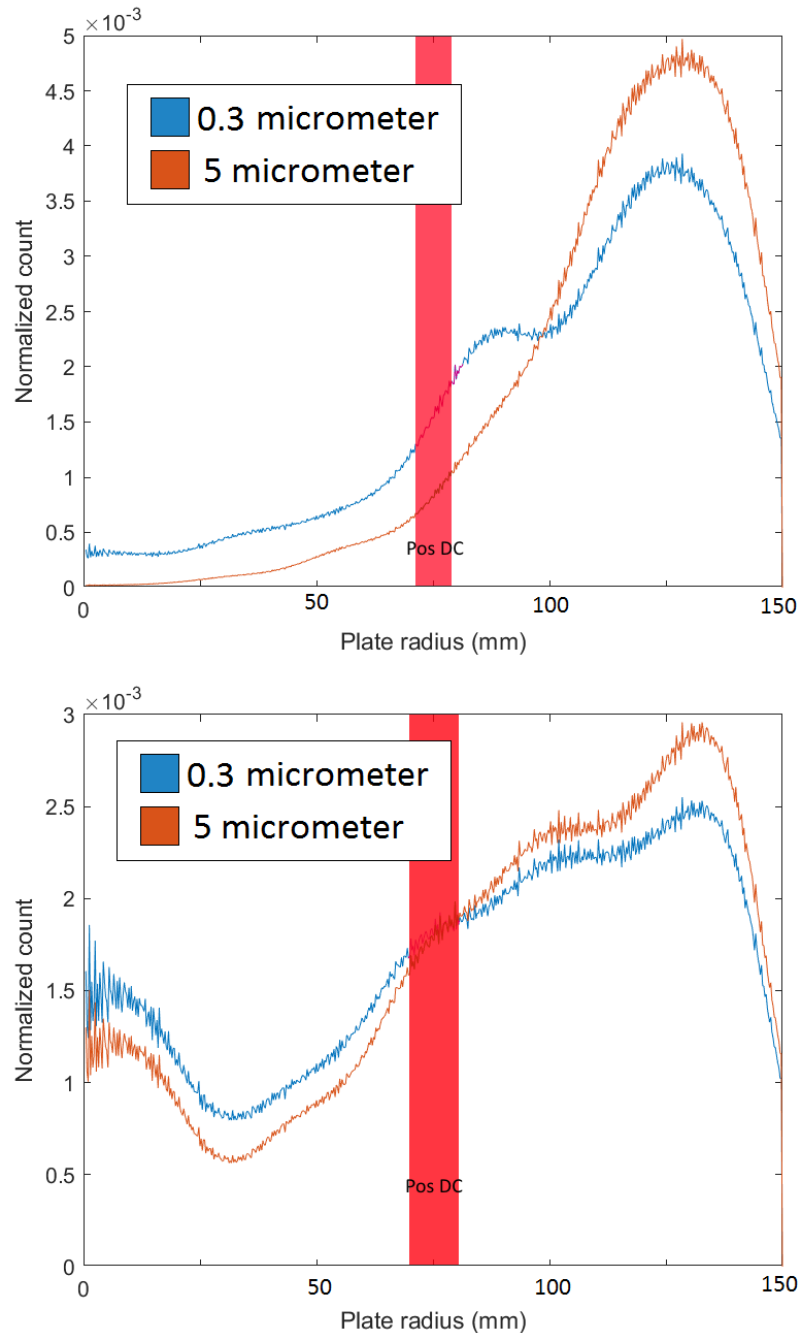 ×10⁻³
5
4.5
4
3.5
3
2.5
2
1.5
1
0.5
0
Normalized count
0.3 micrometer
5 micrometer
Pos DC
0
50
100
150
Plate radius (mm)
×10⁻³
3
2.5
2
1.5
1
0.5
0
Normalized count
0.3 micrometer
5 micrometer
Pos DC
0
50
100
150
Plate radius (mm)